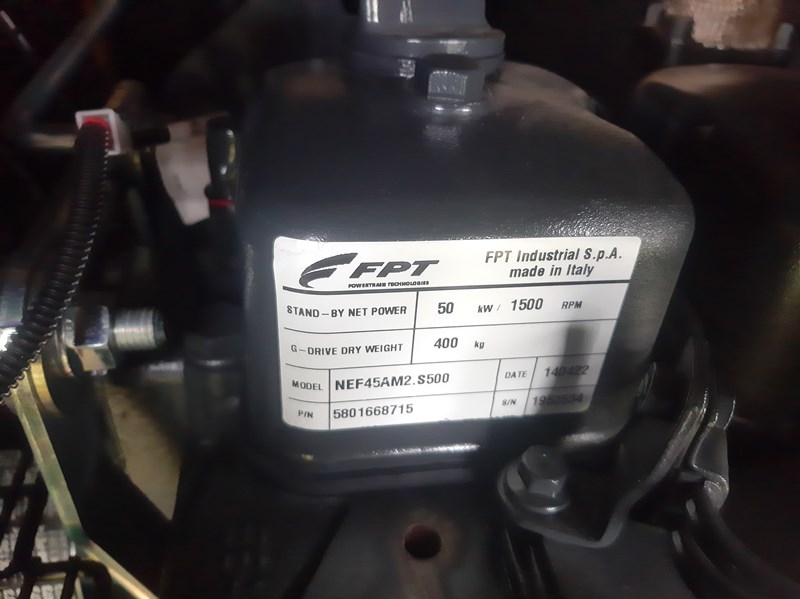 FPT
POWERTRAIN TECHNOLOGIES
FPT Industrial S.p.A.
made in Italy
STAND-BY NET POWER 50 kW / 1500 RPM
G-DRIVE DRY WEIGHT 400 kg
MODEL NEF45AM2.S500 DATE 140422
P/N 5801668715 S/N